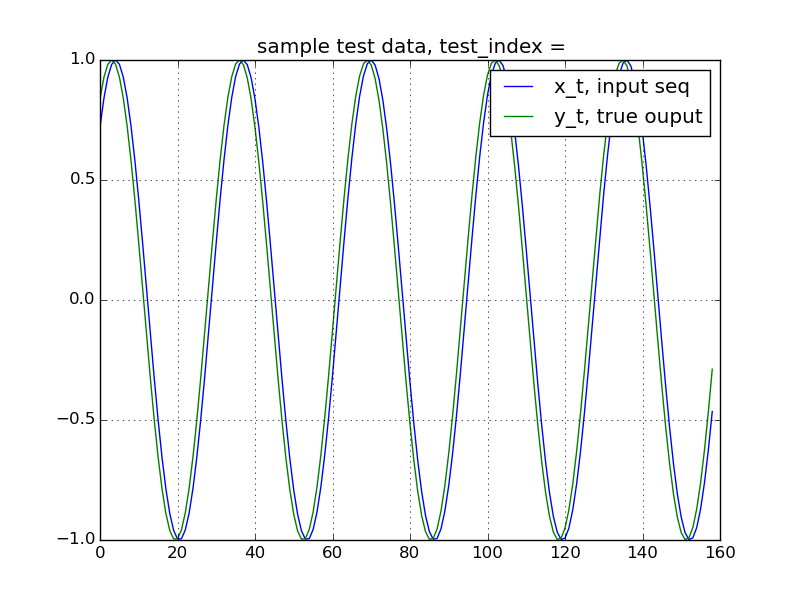 sample test data, test_index =
x_t, input seq
y_t, true ouput
1.0
0.5
0.0
−0.5
−1.0
0 20 40 60 80 100 120 140 160